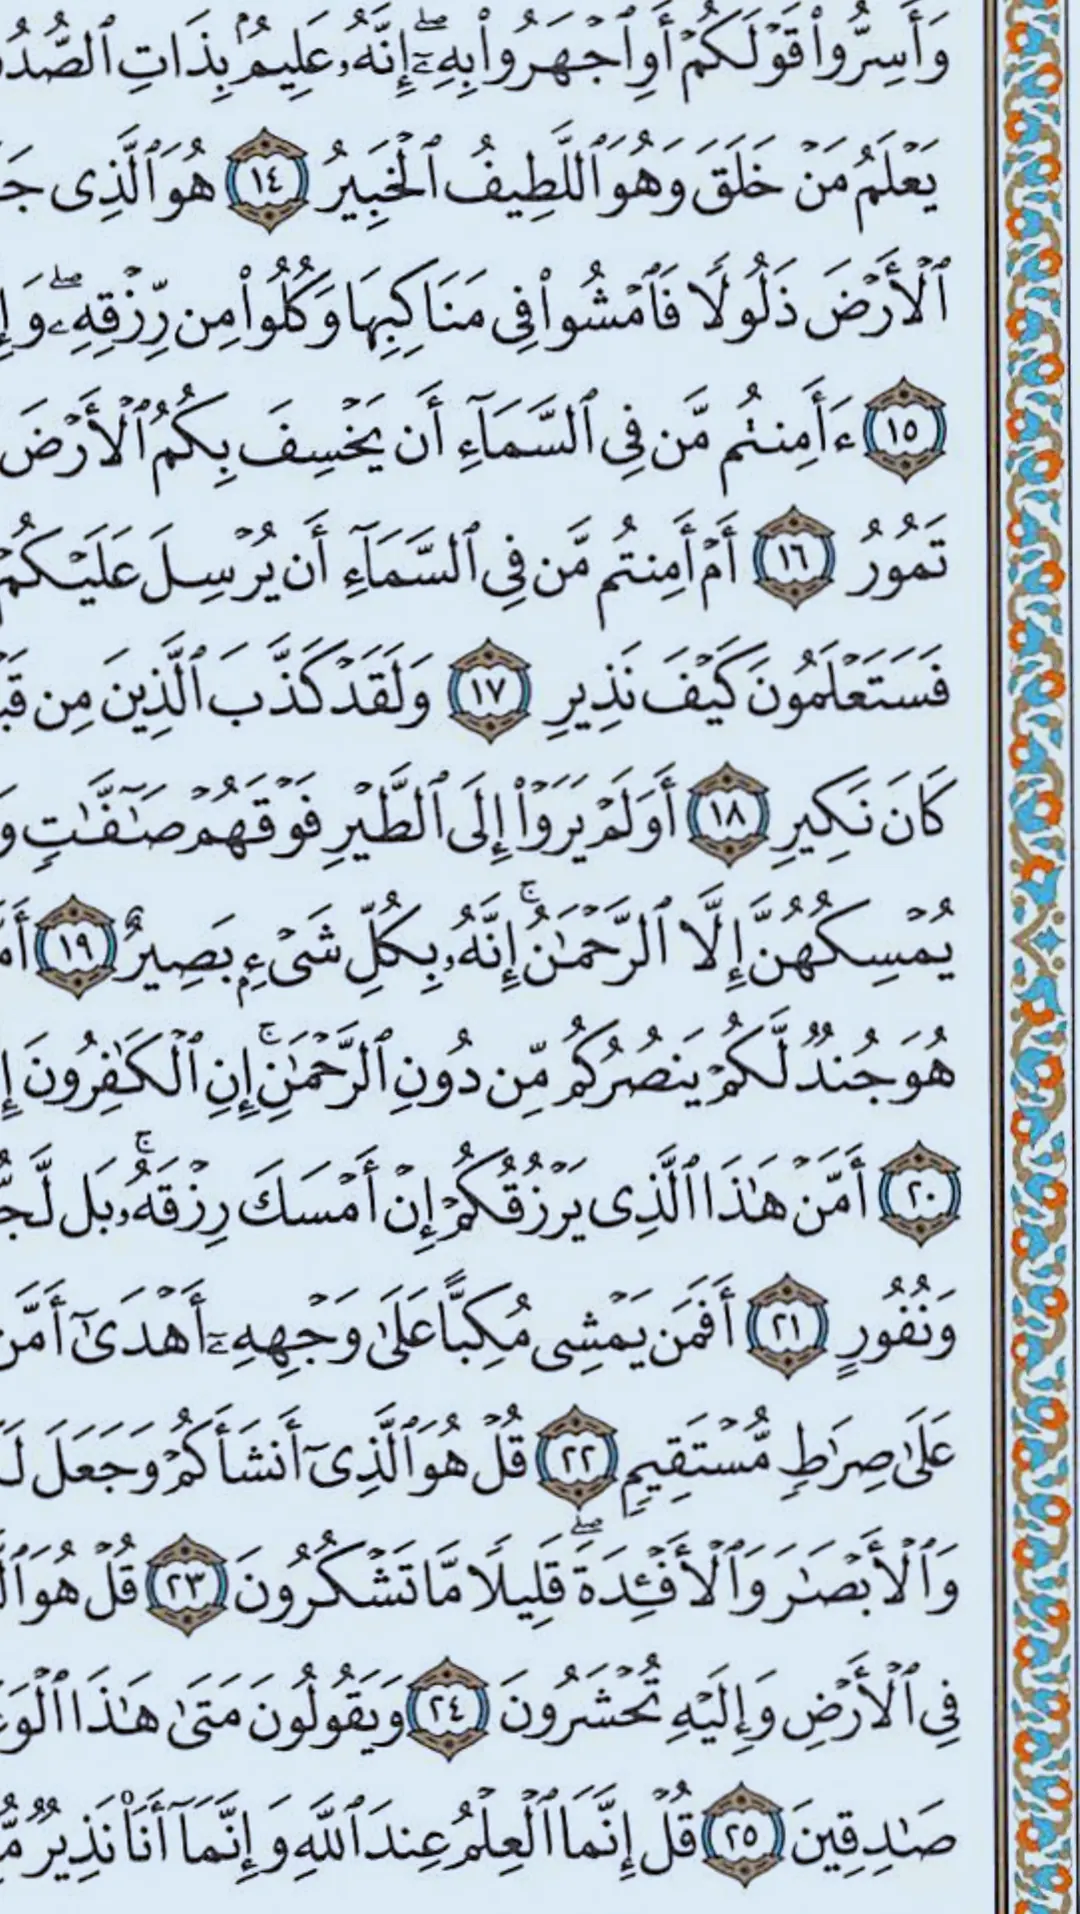 وَأَسِرُّوا۟ قَوْلَكُمْ أَوِ ٱجْهَرُوا۟ بِهِۦٓ ۖ إِنَّهُۥ عَلِيمٌۢ بِذَاتِ
يَعْلَمُ مَنْ خَلَقَ وَهُوَ ٱللَّطِيفُ ٱلْخَبِيرُ ١٤ هُوَ ٱلَّذِى
ٱلْأَرْضَ ذَلُولًا فَٱمْشُوا۟ فِى مَنَاكِبِهَا وَكُلُوا۟ مِن رِّزْقِهِۦ ۖ
١٥ ءَأَمِنتُم مَّن فِى ٱلسَّمَآءِ أَن يَخْسِفَ بِكُمُ ٱلْأَرْضَ
تَمُورُ ١٦ أَمْ أَمِنتُم مَّن فِى ٱلسَّمَآءِ أَن يُرْسِلَ عَلَيْكُمْ
فَسَتَعْلَمُونَ كَيْفَ نَذِيرِ ١٧ وَلَقَدْ كَذَّبَ ٱلَّذِينَ مِن
كَانَ نَكِيرِ ١٨ أَوَلَمْ يَرَوْا۟ إِلَى ٱلطَّيْرِ فَوْقَهُمْ صَـٰٓفَّـٰتٍ
يُمْسِكُهُنَّ إِلَّا ٱلرَّحْمَـٰنُ ۚ إِنَّهُۥ بِكُلِّ شَىْءٍۭ بَصِيرٌ ١٩
هُوَ جُندٌ لَّكُمْ يَنصُرُكُم مِّن دُونِ ٱلرَّحْمَـٰنِ ۚ إِنِ ٱلْكَـٰفِرُونَ
٢٠ أَمَّنْ هَـٰذَا ٱلَّذِى يَرْزُقُكُمْ إِنْ أَمْسَكَ رِزْقَهُۥ ۚ بَل
وَنُفُورٍ ٢١ أَفَمَن يَمْشِى مُكِبًّا عَلَىٰ وَجْهِهِۦٓ أَهْدَىٰٓ أَمَّن
عَلَىٰ صِرَٰطٍ مُّسْتَقِيمٍ ٢٢ قُلْ هُوَ ٱلَّذِىٓ أَنشَأَكُمْ وَجَعَلَ
وَٱلْأَبْصَـٰرَ وَٱلْأَفْـِٔدَةَ ۖ قَلِيلًا مَّا تَشْكُرُونَ ٢٣ قُلْ هُوَ
فِى ٱلْأَرْضِ وَإِلَيْهِ تُحْشَرُونَ ٢٤ وَيَقُولُونَ مَتَىٰ هَـٰذَا
صَـٰدِقِينَ ٢٥ قُلْ إِنَّمَا ٱلْعِلْمُ عِندَ ٱللَّهِ وَإِنَّمَآ أَنَا۠ نَذِيرٌ